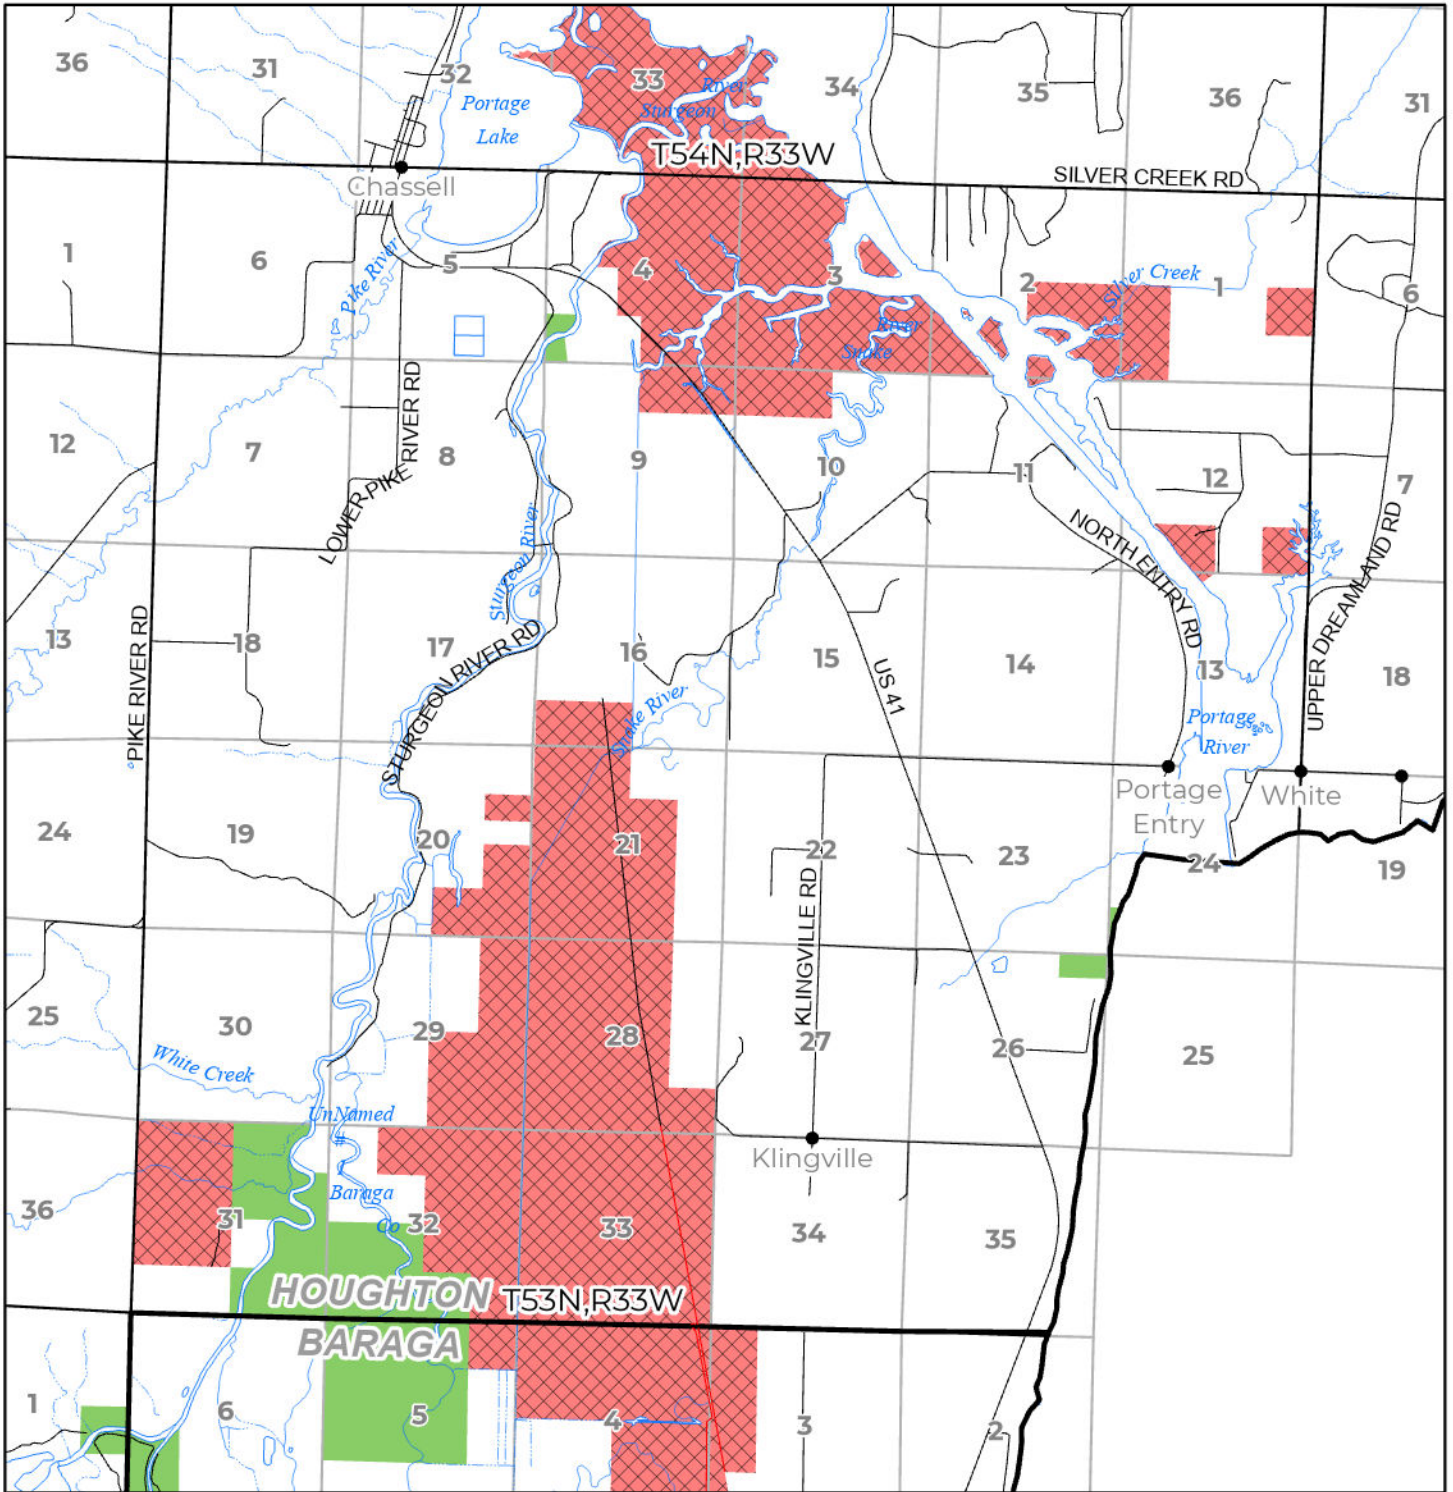 36
31
32
33
34
35
36
31
Portage
Lake
River
Sturgeon
T54N,R33W
SILVER CREEK RD
Chassell
1
6
5
4
3
2
1
6
Pike River
Silver Creek
River
Snake
LOWER PIKE RIVER RD
12
7
8
9
10
11
12
7
Sturgeon River
NORTH ENTRY RD
UPPER DREAMLAND RD
PIKE RIVER RD
13
18
17
16
15
14
13
18
STURGEON RIVER RD
US 41
Snake River
Portage
River
Portage
Entry
White
24
19
20
21
22
23
24
19
KLINGVILLE RD
25
30
29
28
27
26
25
White Creek
UnNamed
Klingville
Baraga
Co
36
31
32
33
34
35
HOUGHTON
T53N,R33W
BARAGA
1
6
5
4
3
2